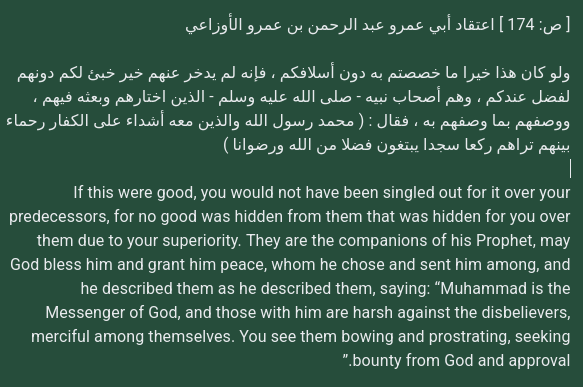 [ ص: 174 ] اعتقاد أبي عمرو عبد الرحمن بن عمرو الأوزاعي
ولو كان هذا خيرا ما خصصتم به دون أسلافكم ، فإنه لم يدخر عنهم خير خبئ لكم دونهم
لفضل عندكم ، وهم أصحاب نبيه - صلى الله عليه وسلم - الذين اختارهم وبعثه فيهم ،
ووصفهم بما وصفهم به ، فقال : ( محمد رسول الله والذين معه أشداء على الكفار رحماء
بينهم تراهم ركعا سجدا يبتغون فضلا من الله ورضوانا )
If this were good, you would not have been singled out for it over your
predecessors, for no good was hidden from them that was hidden for you over
them due to your superiority. They are the companions of his Prophet, may
God bless him and grant him peace, whom he chose and sent him among, and
he described them as he described them, saying: “Muhammad is the
Messenger of God, and those with him are harsh against the disbelievers,
merciful among themselves. You see them bowing and prostrating, seeking
”.bounty from God and approval